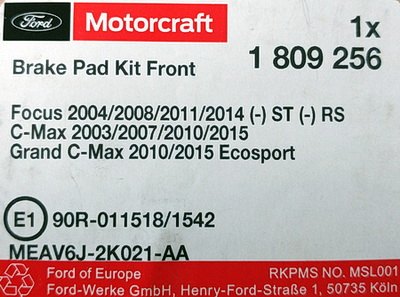 Ford Motorcraft 1x
1 809 256
Brake Pad Kit Front
Focus 2004/2008/2011/2014 (-) ST (-) RS
C-Max 2003/2007/2010/2015
Grand C-Max 2010/2015 Ecosport
E1 90R-011518/1542
MEAV6J-2K021-AA
Ford of Europe RKPMS NO. MSL001
Ford-Werke GmbH, Henry-Ford-Straße 1, 50735 Köln